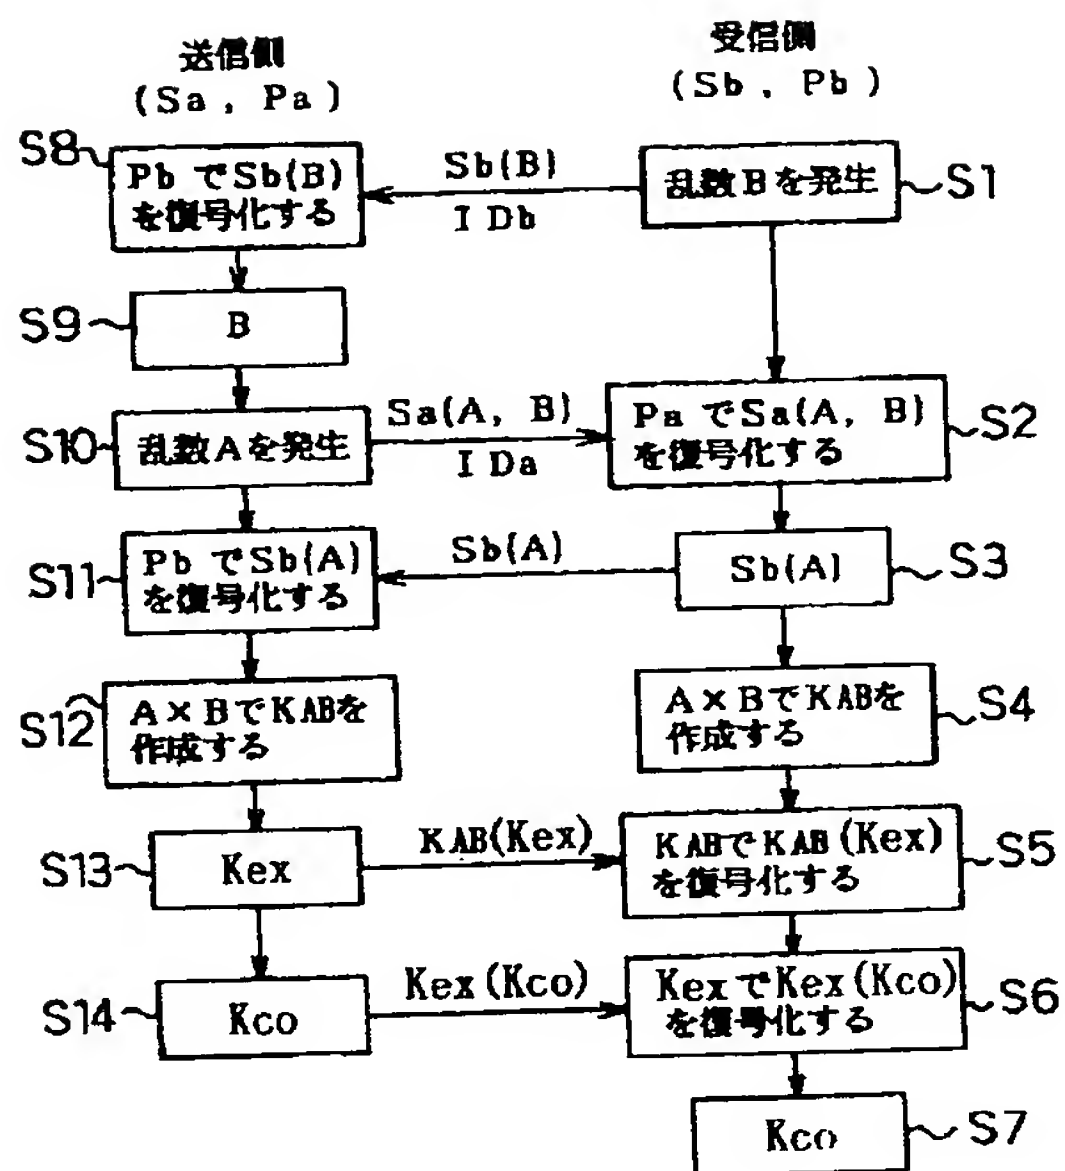 送信側
(Sa, Pa)
受信側
(Sb, Pb)
S8
PbでSb(B)
を復号化する
Sb(B)
IDb
乱数Bを発生
S1
S9
B
S10
乱数Aを発生
Sa(A, B)
IDa
PaでSa(A, B)
を復号化する
S2
S11
PbでSb(A)
を復号化する
Sb(A)
Sb(A)
S3
S12
A×BでKABを
作成する
A×BでKABを
作成する
S4
S13
Kex
KAB(Kex)
KABでKAB(Kex)
を復号化する
S5
S14
Kco
Kex(Kco)
KexでKex(Kco)
を復号化する
S6
Kco
S7